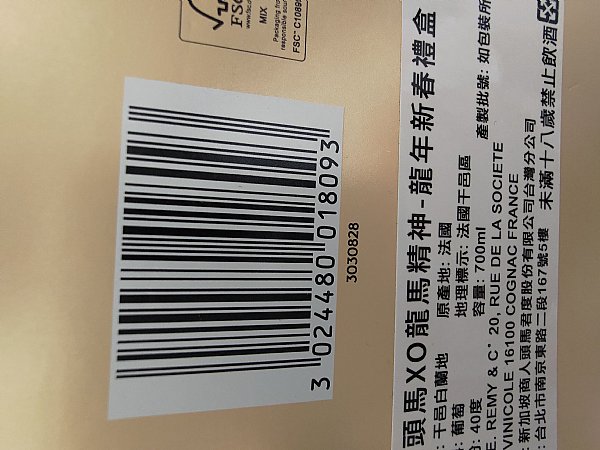 FSC
www.fsc.org
MIX
Packaging from
responsible sources
FSC™ C10899
3 024480 018093
3030828
頭馬XO龍馬精神-龍年新春禮盒
: 干邑白蘭地 原產地: 法國
: 葡萄 地理標示: 法國干邑區
: 40度 容量: 700ml 產製批號: 如包裝所
E. REMY & C° 20, RUE DE LA SOCIETE
VINICOLE 16100 COGNAC FRANCE
: 新加坡商人頭馬君度股份有限公司台灣分公司
: 台北市南京東路二段167號5樓 未滿十八歲禁止飲酒